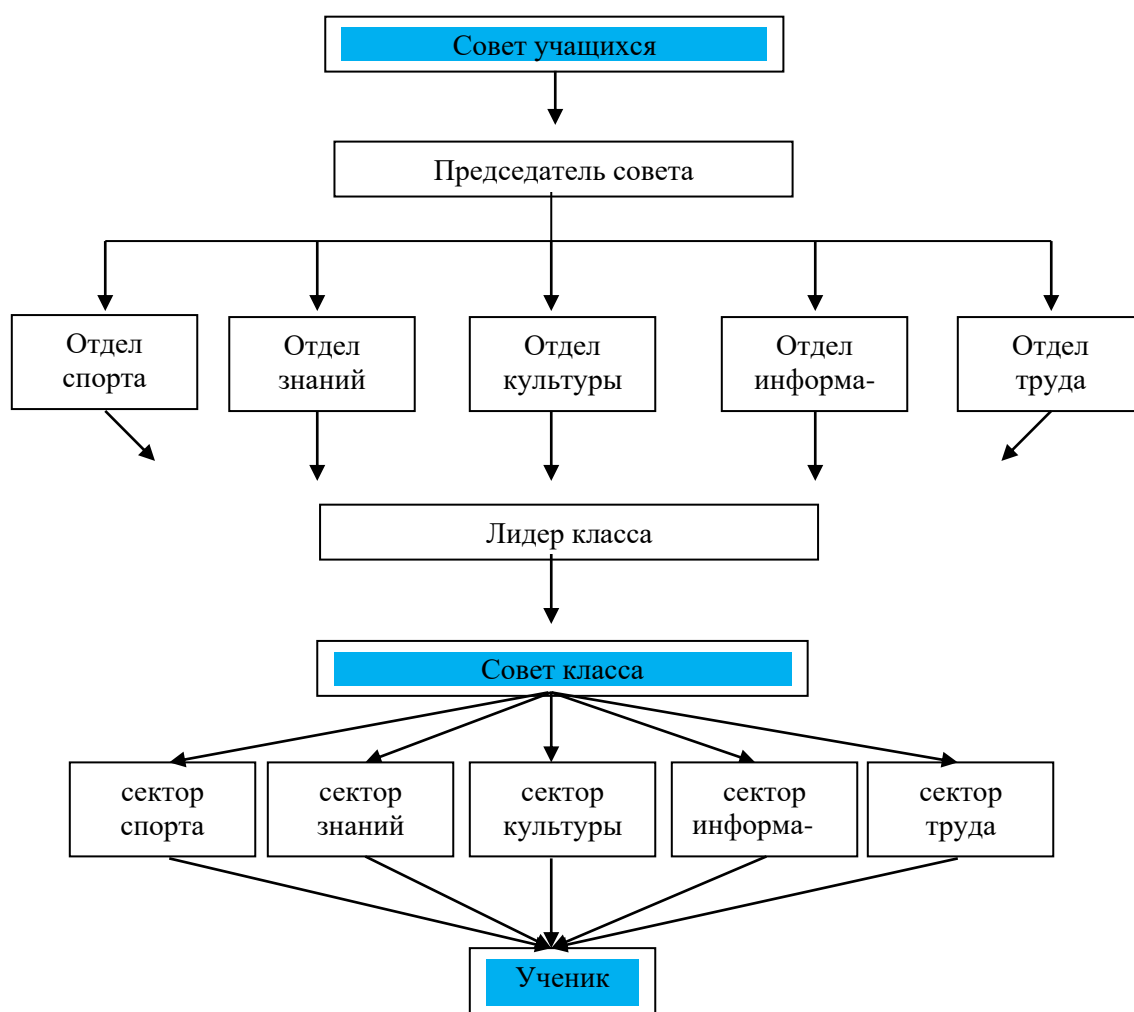 Совет учащихся
Председатель совета
Отдел
спорта
Отдел
знаний
Отдел
культуры
Отдел
информа-
Отдел
труда
Лидер класса
Совет класса
сектор
спорта
сектор
знаний
сектор
культуры
сектор
информа-
сектор
труда
Ученик